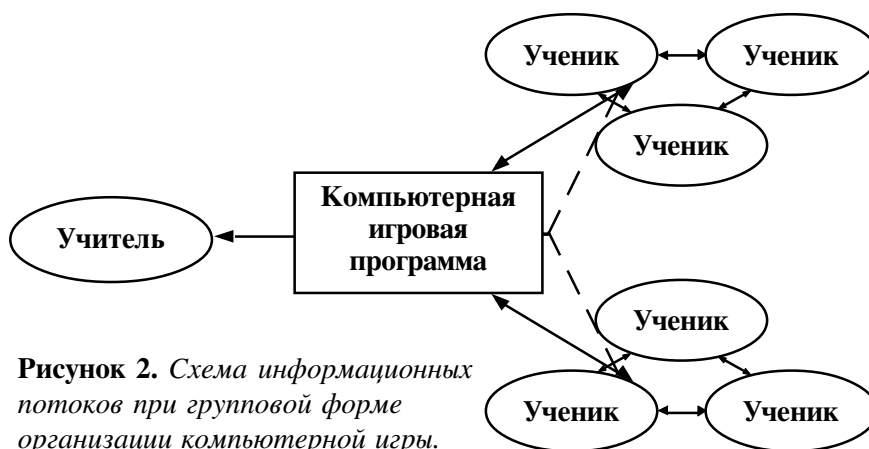 Ученик
Ученик
Ученик
Компьютерная
игровая
программа
Учитель
Ученик
Ученик
Ученик
Рисунок 2. Схема информационных
потоков при групповой форме
организации компьютерной игры.